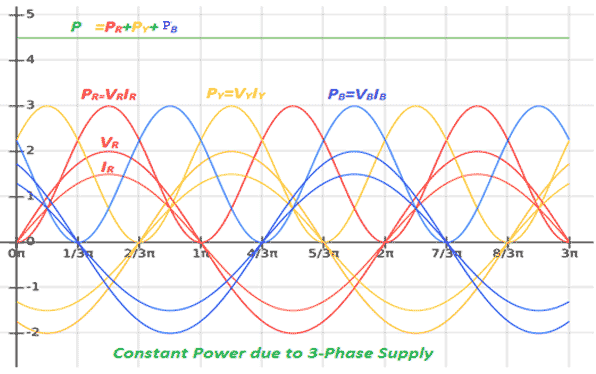 5
P =PR+PY+ PB
4
3
PR=VRIR PY=VYIY PB=VBIB
VR
2
IR
1
0
0π 1/3π 2/3π 1π 4/3π 5/3π 2π 7/3π 8/3π 3π
-1
-2
Constant Power due to 3-Phase Supply